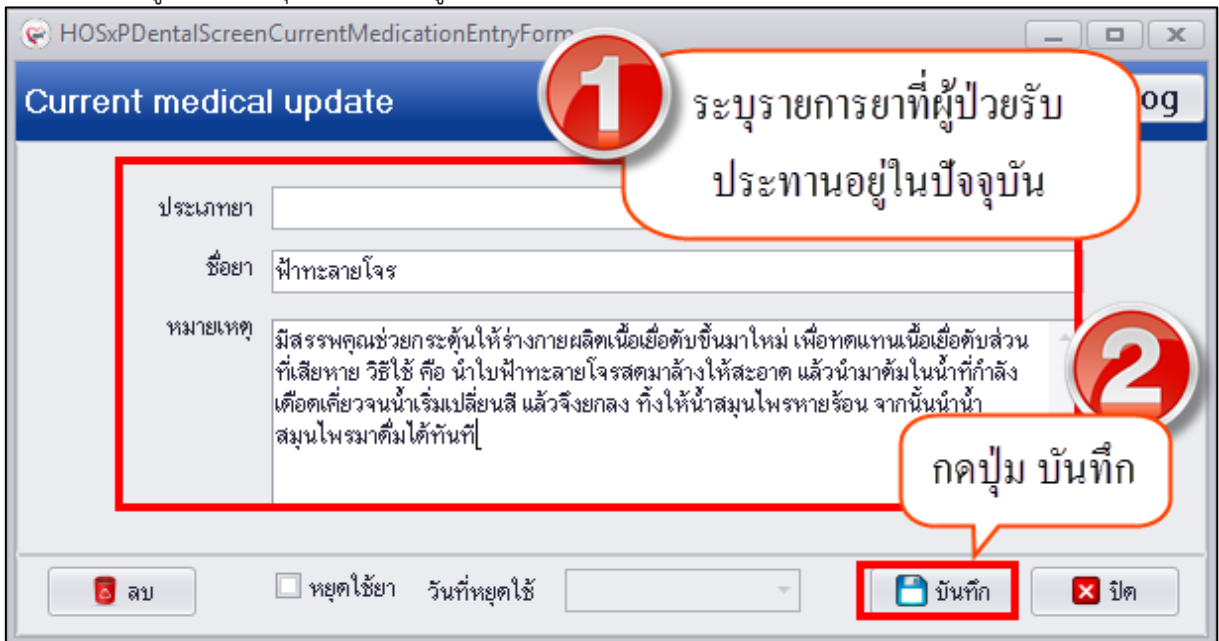 HOSxPDentalScreenCurrentMedicationEntryForm
Current medical update
og
1
ระบุรายการยาที่ผู้ป่วยรับ
ประทานอยู่ในปัจจุบัน
ประเภทยา
ชื่อยา
ฟ้าทะลายโจร
หมายเหตุ
มีสรรพคุณช่วยกระตุ้นให้ร่างกายผลิตเนื้อเยื่อตับขึ้นมาใหม่ เพื่อทดแทนเนื้อเยื่อตับส่วน
ที่เสียหาย วิธีใช้ คือ นำใบฟ้าทะลายโจรสดมาล้างให้สะอาด แล้วนำมาต้มในน้ำที่กำลัง
เดือดเคี่ยวจนน้ำเริ่มเปลี่ยนสี แล้วจึงยกลง ทิ้งให้น้ำสมุนไพรหายร้อน จากนั้นนำน้ำ
สมุนไพรมาดื่มได้ทันที
2
กดปุ่ม บันทึก
ลบ
หยุดใช้ยา
วันที่หยุดใช้
บันทึก
ปิด